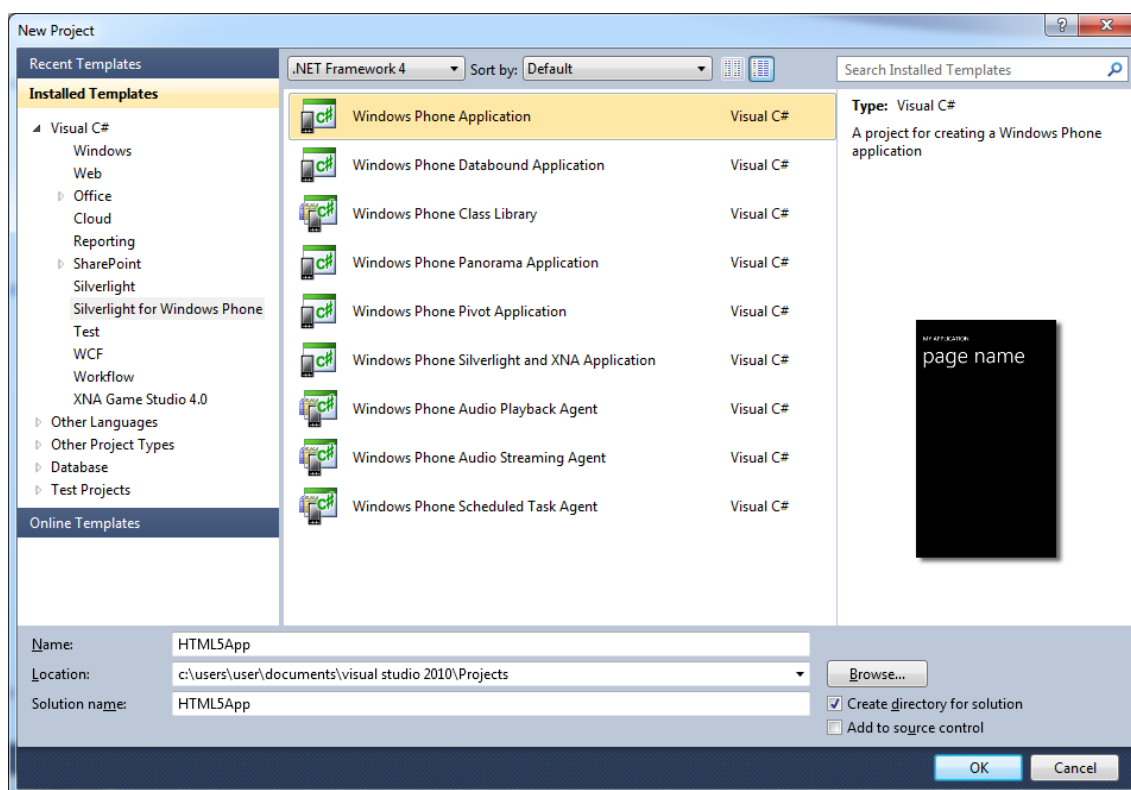 New Project
Recent Templates
Installed Templates
Visual C#
Windows
Web
Office
Cloud
Reporting
SharePoint
Silverlight
Silverlight for Windows Phone
Test
WCF
Workflow
XNA Game Studio 4.0
Other Languages
Other Project Types
Database
Test Projects
Online Templates
.NET Framework 4 Sort by: Default
Windows Phone Application Visual C#
Windows Phone Databound Application Visual C#
Windows Phone Class Library Visual C#
Windows Phone Panorama Application Visual C#
Windows Phone Pivot Application Visual C#
Windows Phone Silverlight and XNA Application Visual C#
Windows Phone Audio Playback Agent Visual C#
Windows Phone Audio Streaming Agent Visual C#
Windows Phone Scheduled Task Agent Visual C#
Search Installed Templates
Type: Visual C#
A project for creating a Windows Phone
application
MY APPLICATION
page name
Name: HTML5App
Location: c:\users\user\documents\visual studio 2010\Projects Browse...
Solution name: HTML5App
Create directory for solution
Add to source control
OK Cancel